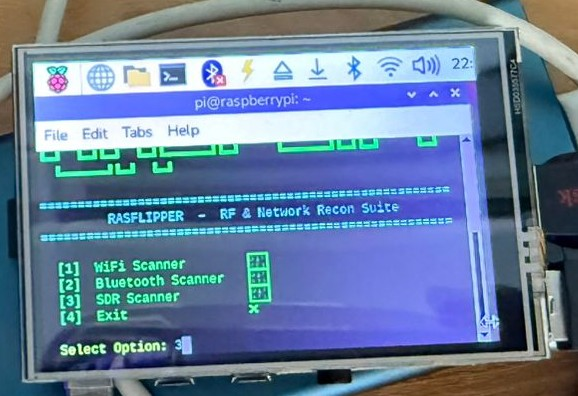 22:
pi@raspberrypi: ~
File Edit Tabs Help
RASFLIPPER - RF & Network Recon Suite
[1] WiFi Scanner
[2] Bluetooth Scanner
[3] SDR Scanner
[4] Exit
Select Option: 3